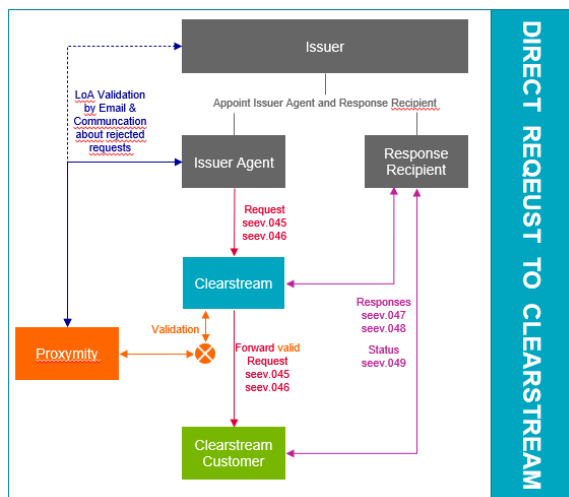 Issuer
LoA Validation
by Email &
Communcation
about rejected
requests
Appoint Issuer Agent and Response Recipient
Issuer Agent
Response
Recipient
Request
seev.045
seev.046
Clearstream
Responses
seev.047
seev.048
Status
seev.049
Validation
Proxymity
Forward valid
Request
seev.045
seev.046
Clearstream
Customer
DIRECT REQEUST TO CLEARSTREAM